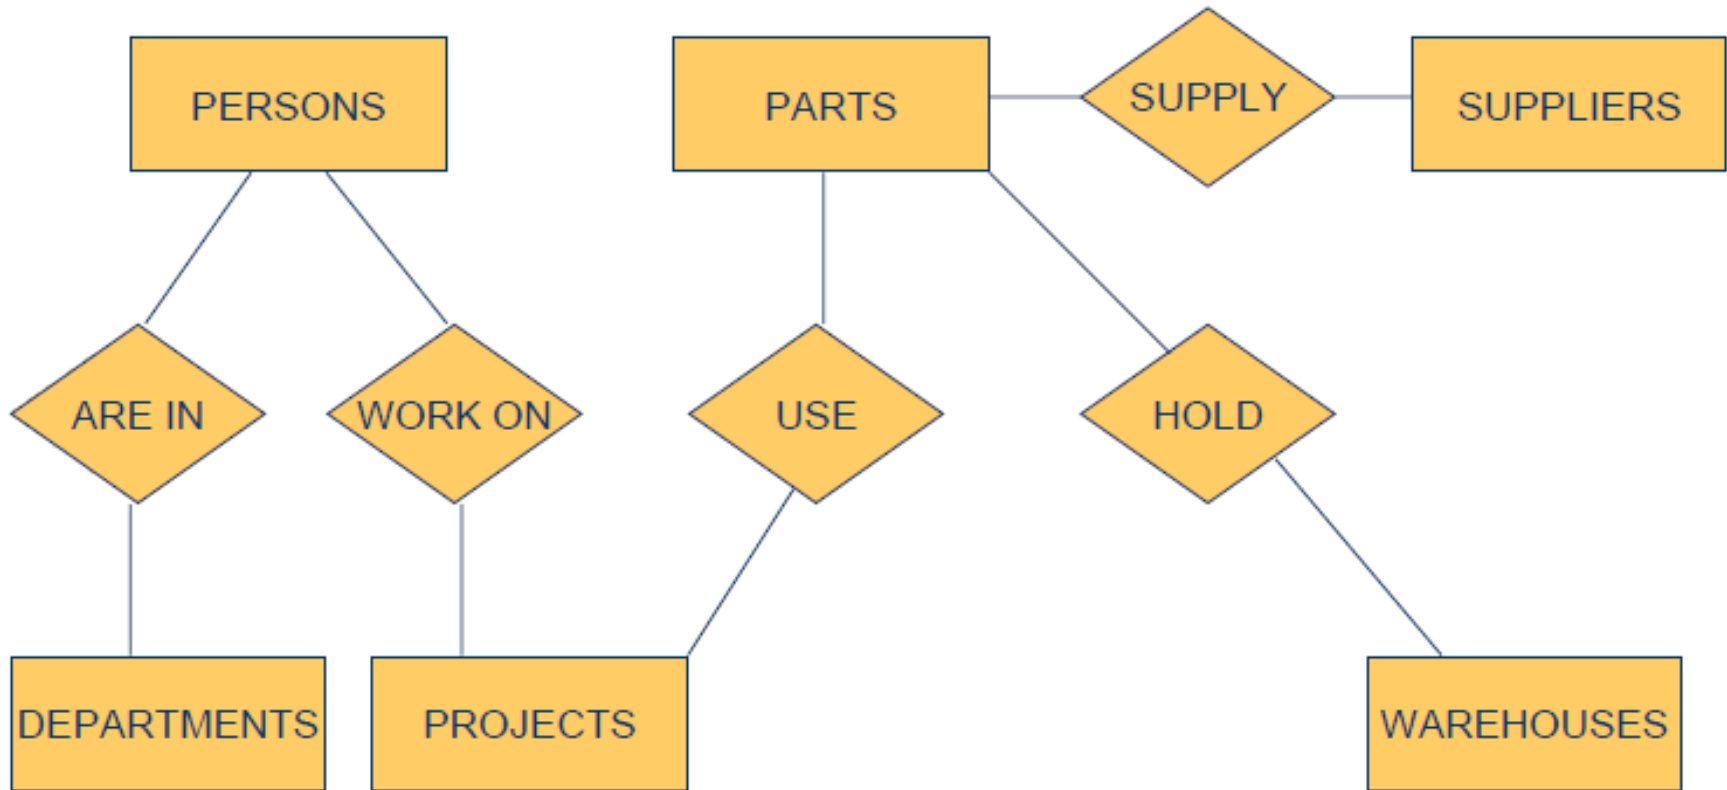 PERSONS
PARTS
SUPPLY
SUPPLIERS
ARE IN
WORK ON
USE
HOLD
DEPARTMENTS
PROJECTS
WAREHOUSES